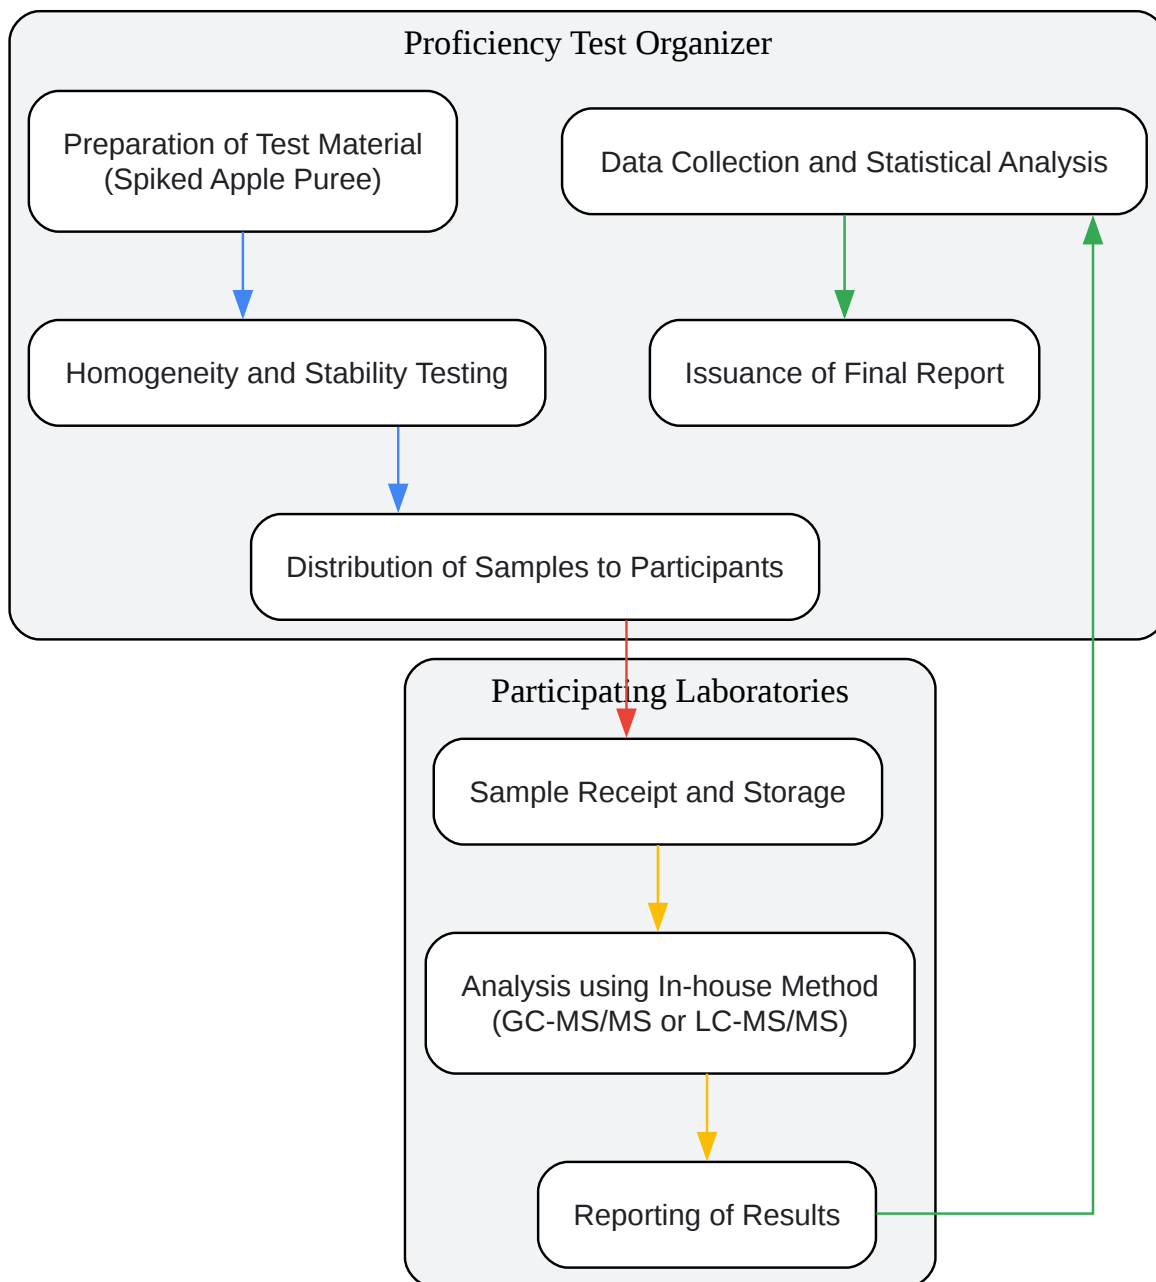 Proficiency Test Organizer
Preparation of Test Material
(Spiked Apple Puree)
Data Collection and Statistical Analysis
Homogeneity and Stability Testing
Issuance of Final Report
Distribution of Samples to Participants
Participating Laboratories
Sample Receipt and Storage
Analysis using In-house Method
(GC-MS/MS or LC-MS/MS)
Reporting of Results